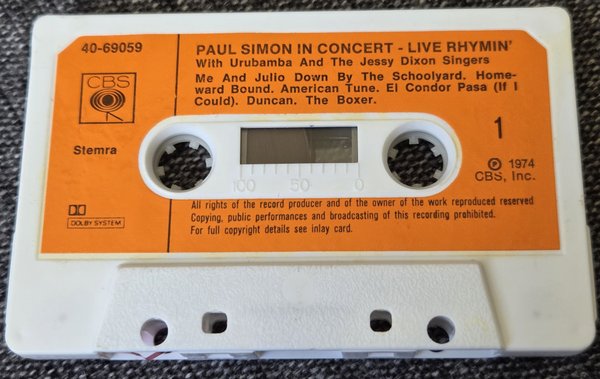 40-69059
PAUL SIMON IN CONCERT - LIVE RHYMIN'
With Urubamba And The Jessy Dixon Singers
Me And Julio Down By The Schoolyard. Home-
ward Bound. American Tune. El Condor Pasa (If I
Could). Duncan. The Boxer.
CBS
Stemra
1
100 50 0
℗ 1974
CBS, Inc.
DOLBY SYSTEM
All rights of the record producer and of the owner of the work reproduced reserved
Copying, public performances and broadcasting of this recording prohibited.
For full copyright details see inlay card.